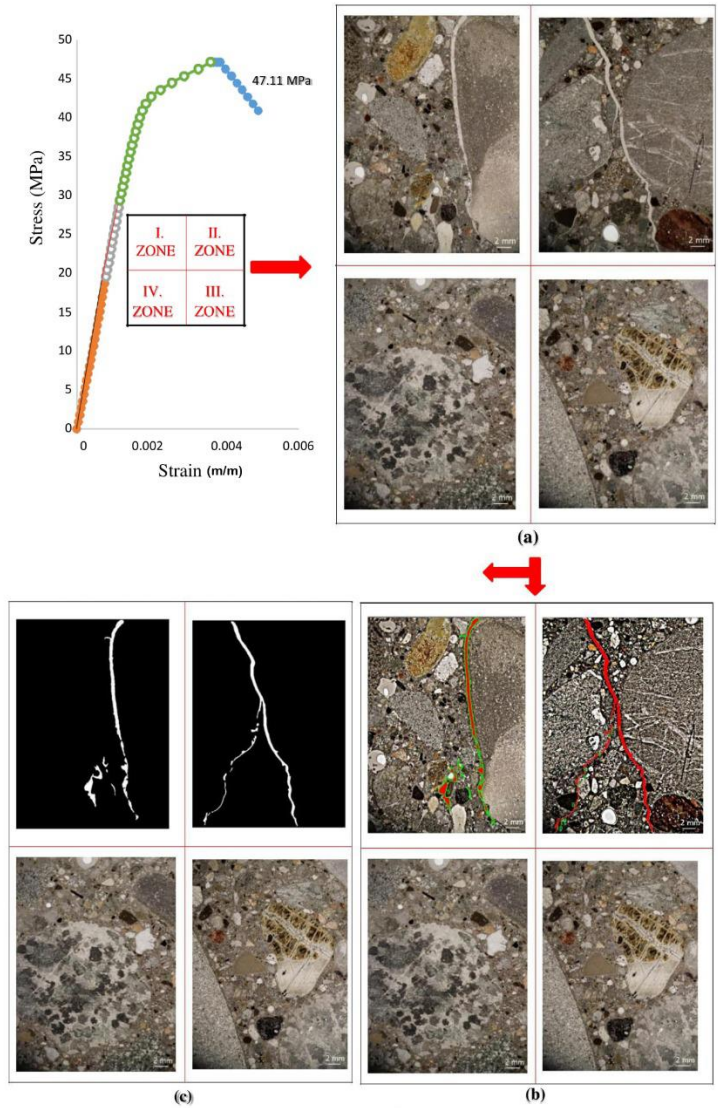 50
45
40
35
30
25
20
15
10
5
0
Stress (MPa)
47.11 MPa
I.
ZONE
II.
ZONE
IV.
ZONE
III.
ZONE
0
0.002
0.004
0.006
Strain (m/m)
2 mm
2 mm
2 mm
2 mm
(a)
2 mm
2 mm
2 mm
2 mm
2 mm
2 mm
(c)
(b)